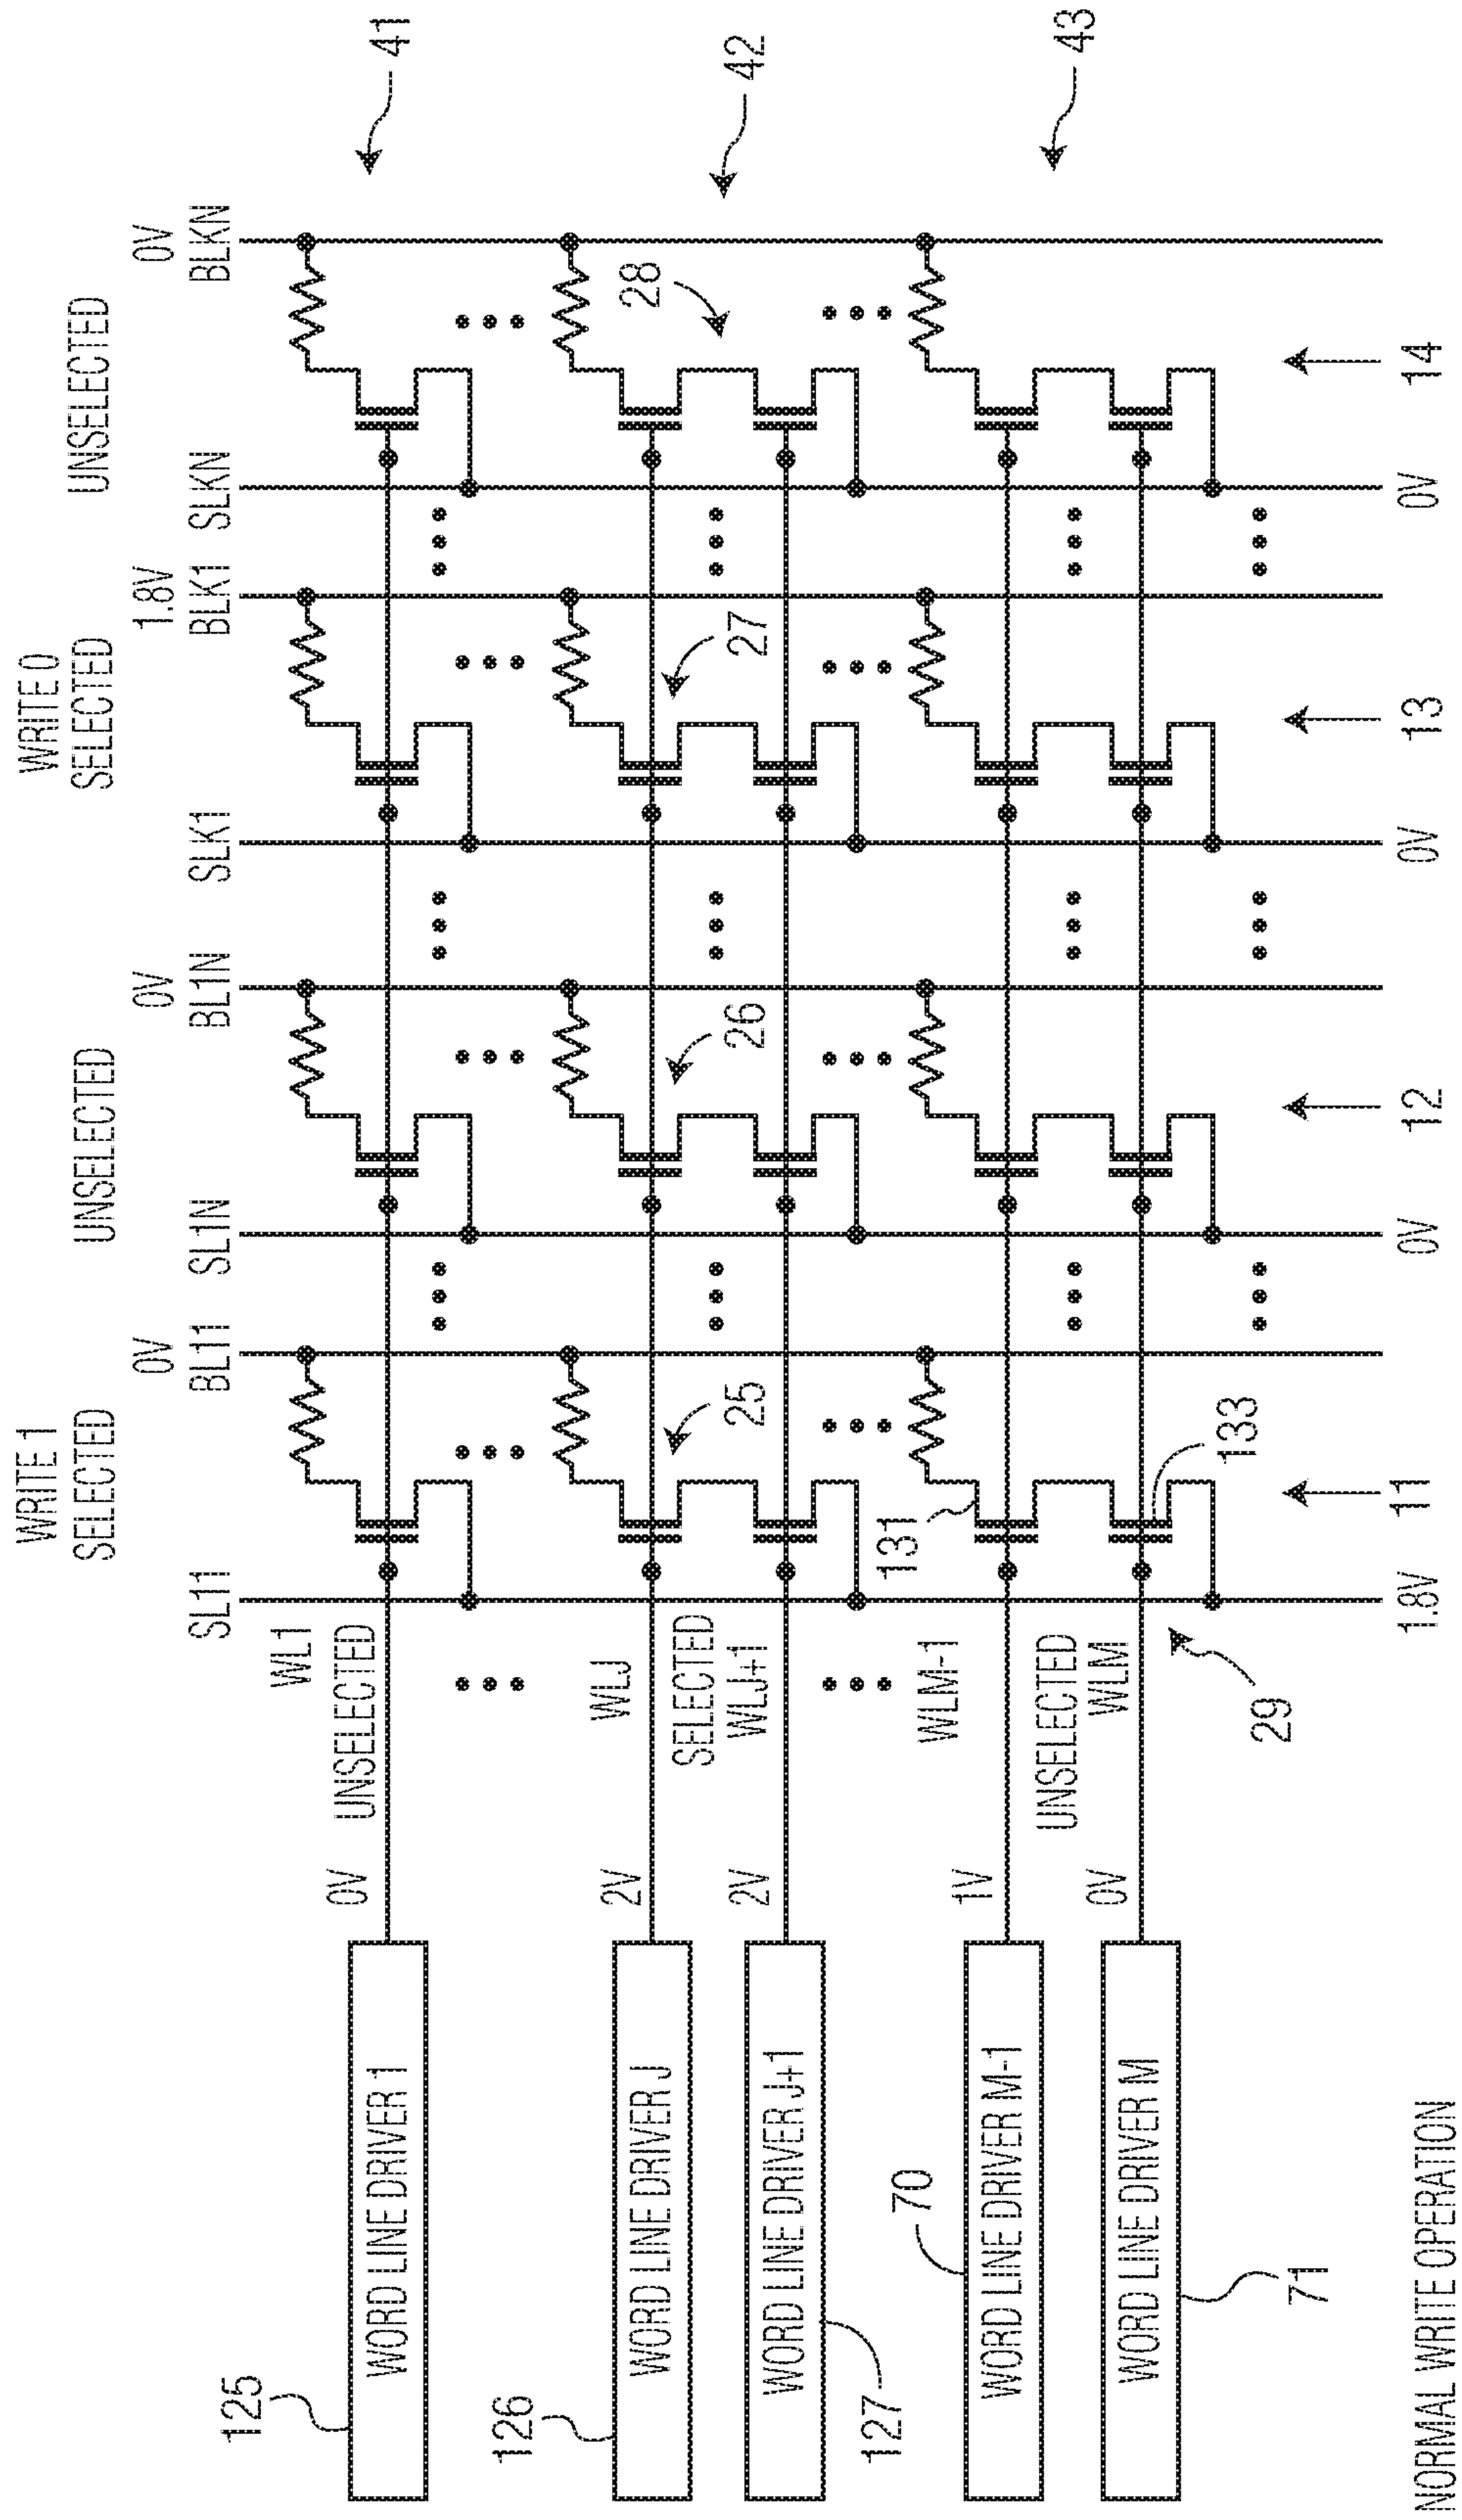 WRITE 1
SELECTED
UNSELECTED
WRITE 0
SELECTED
UNSELECTED
0V
0V
1.8V
0V
SL11
BL11
SL1N
BL1N
SLK1
BLK1
SLKN
BLKN
125
WORD LINE DRIVER 1
0V
WL1
UNSELECTED
41
126
WORD LINE DRIVER J
2V
WLJ
SELECTED
25
26
27
28
42
127
WORD LINE DRIVER J+1
2V
WLJ+1
70
WORD LINE DRIVER M-1
1V
WLM-1
UNSELECTED
131
43
71
WORD LINE DRIVER M
0V
WLM
133
29
1.8V
0V
0V
0V
11
12
13
14
NORMAL WRITE OPERATION